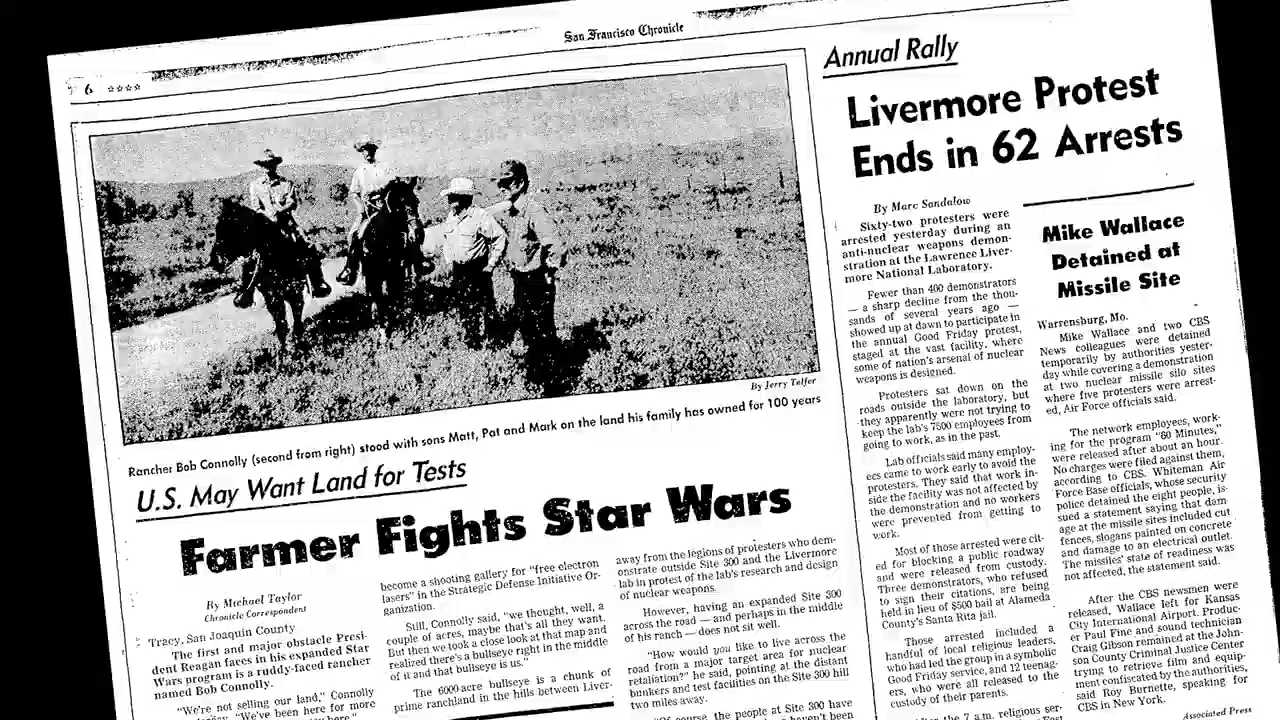 6 ☆☆☆☆
San Francisco Chronicle
By Jerry Telfer
Rancher Bob Connolly (second from right) stood with sons Matt, Pat and Mark on the land his family has owned for 100 years
U.S. May Want Land for Tests
Farmer Fights Star Wars
By Michael Taylor
Chronicle Correspondent
Tracy, San Joaquin County
The first and major obstacle Presi-
dent Reagan faces in his expanded Star
Wars program is a ruddy-faced rancher
named Bob Connolly.
"We're not selling our land," Connolly
"We've been here for more
here."
become a shooting gallery for "free electron
lasers" in the Strategic Defense Initiative Or-
ganization.
Still, Connolly said, "we thought, well, a
couple of acres, maybe that's all they want.
But then we took a close look at that map and
realized there's a bullseye right in the middle
of it and that bullseye is us."
The 6000-acre bullseye is a chunk of
prime ranchland in the hills between Liver-
away from the legions of protesters who dem-
onstrate outside Site 300 and the Livermore
lab in protest of the lab's research and design
of nuclear weapons.
However, having an expanded Site 300
across the road — and perhaps in the middle
of his ranch — does not sit well.
"How would you like to live across the
road from a major target area for nuclear
retaliation?" he said, pointing at the distant
bunkers and test facilities on the Site 300 hill
two miles away.
"Of course, the people at Site 300 have
haven't been
Annual Rally
Livermore Protest
Ends in 62 Arrests
By Marc Sandalow
Sixty-two protesters were
arrested yesterday during an
anti-nuclear weapons demon-
stration at the Lawrence Liver-
more National Laboratory.
Fewer than 400 demonstrators
— a sharp decline from the thou-
sands of several years ago —
showed up at dawn to participate in
the annual Good Friday protest,
staged at the vast facility, where
some of nation's arsenal of nuclear
weapons is designed.
Protesters sat down on the
roads outside the laboratory, but
they apparently were not trying to
keep the lab's 7500 employees from
going to work, as in the past.
Lab officials said many employ-
ees came to work early to avoid the
protesters. They said that work in-
side the facility was not affected by
the demonstration and no workers
were prevented from getting to
work.
Most of those arrested were cit-
ed for blocking a public roadway
and were released from custody.
Three demonstrators, who refused
to sign their citations, are being
held in lieu of $500 bail at Alameda
County's Santa Rita jail.
Those arrested included a
handful of local religious leaders,
who had led the group in a symbolic
Good Friday service, and 12 teenag-
ers, who were all released to the
custody of their parents.
After the 7 a.m. religious ser-
Mike Wallace
Detained at
Missile Site
Warrensburg, Mo.
Mike Wallace and two CBS
News colleagues were detained
temporarily by authorities yester-
day while covering a demonstration
at two nuclear missile silo sites
where five protesters were arrest-
ed, Air Force officials said.
The network employees, work-
ing for the program "60 Minutes,"
were released after about an hour.
No charges were filed against them,
according to CBS. Whiteman Air
Force Base officials, whose security
police detained the eight people, is-
sued a statement saying that dam-
age at the missile sites included cut
fences, slogans painted on concrete
and damage to an electrical outlet.
The missiles' state of readiness was
not affected, the statement said.
After the CBS newsmen were
released, Wallace left for Kansas
City International Airport. Produc-
er Paul Fine and sound technician
Craig Gibson remained at the John-
son County Criminal Justice Center
trying to retrieve film and equip-
ment confiscated by the authorities,
said Roy Burnette, speaking for
CBS in New York.
Associated Press